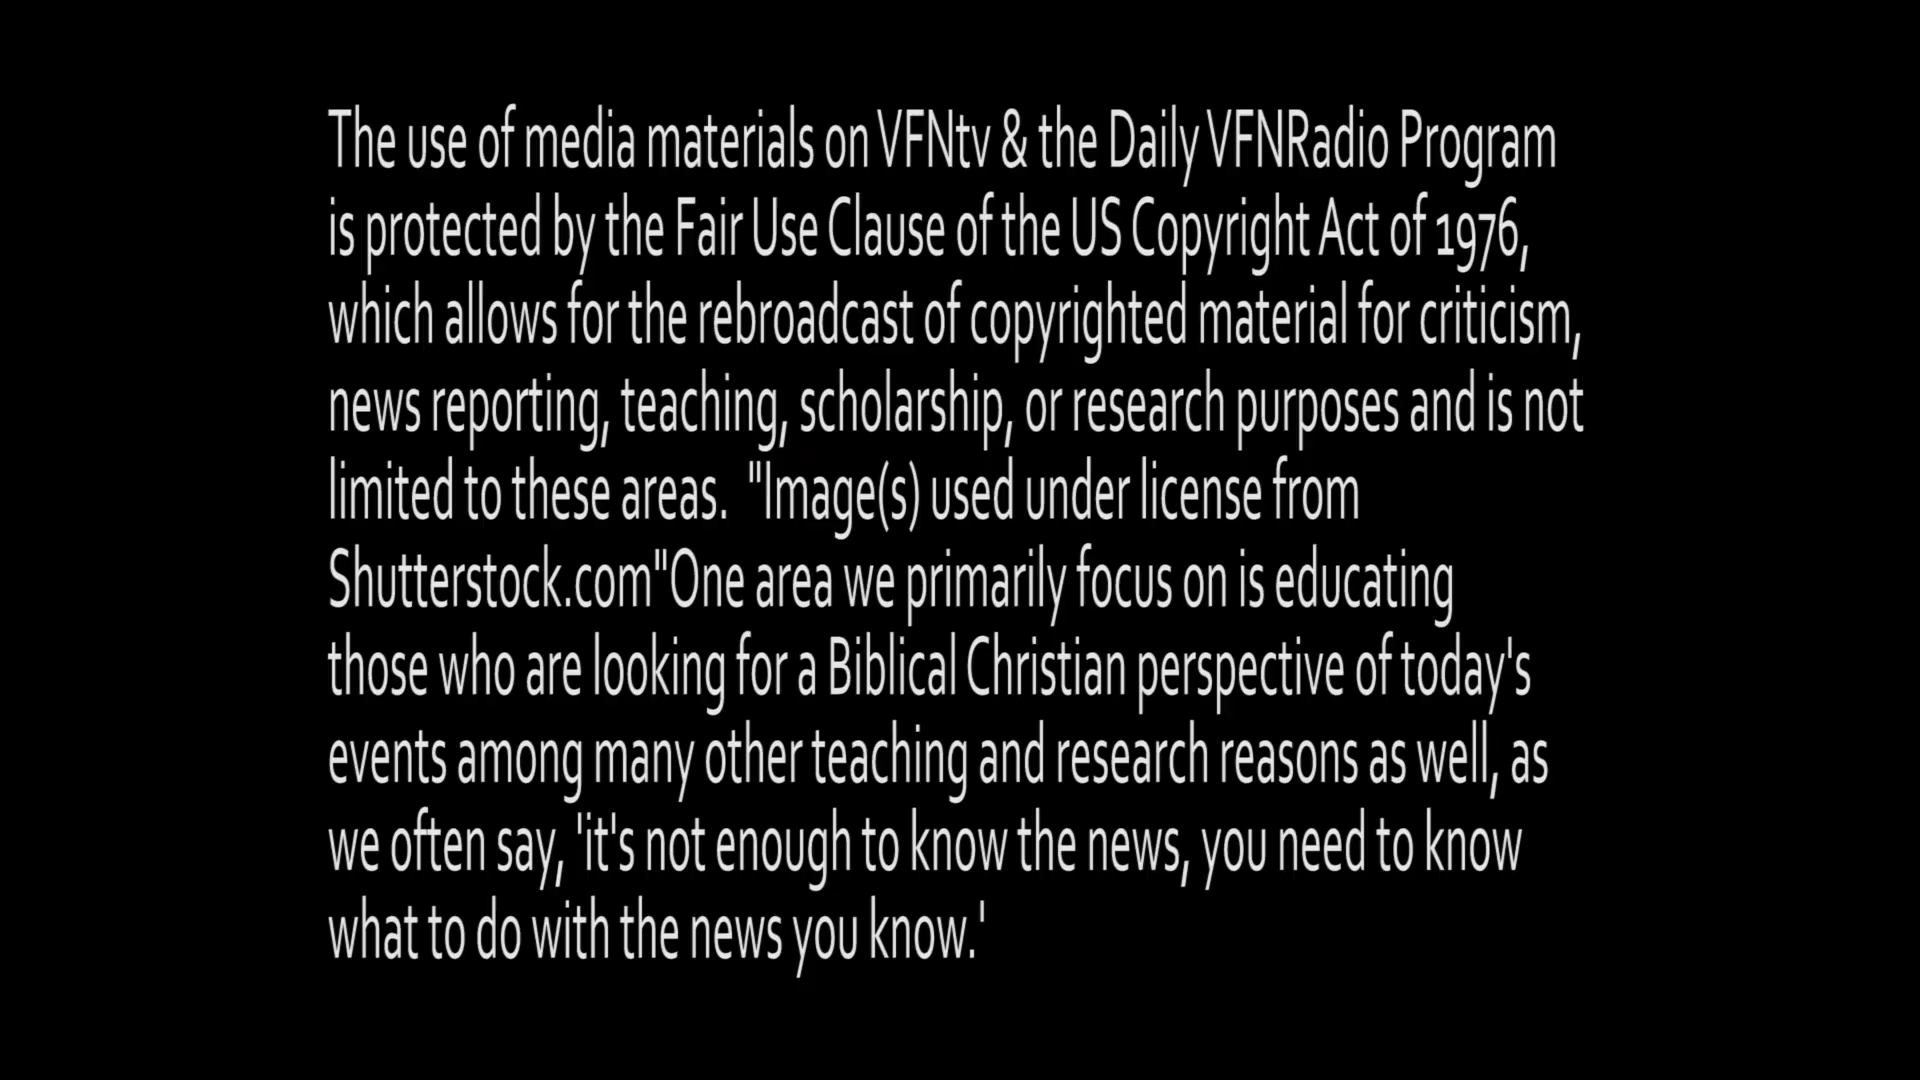 The use of media materials on VFNtv & the Daily VFNRadio Program
is protected by the Fair Use Clause of the US Copyright Act of 1976,
which allows for the rebroadcast of copyrighted material for criticism,
news reporting, teaching, scholarship, or research purposes and is not
limited to these areas.  "Image(s) used under license from
Shutterstock.com"One area we primarily focus on is educating
those who are looking for a Biblical Christian perspective of today's
events among many other teaching and research reasons as well, as
we often say, 'it's not enough to know the news, you need to know
what to do with the news you know.'